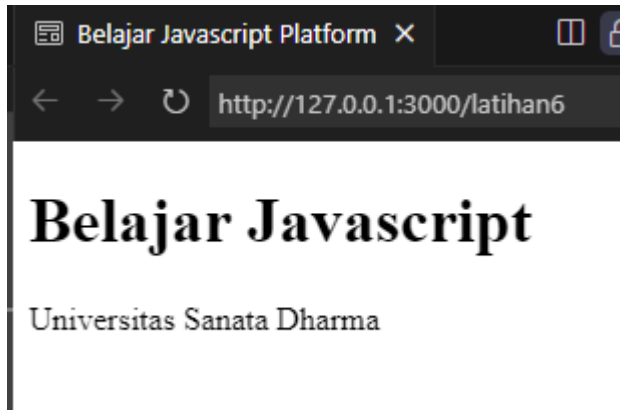 Belajar Javascript Platform
http://127.0.0.1:3000/latihan6
Belajar Javascript
Universitas Sanata Dharma